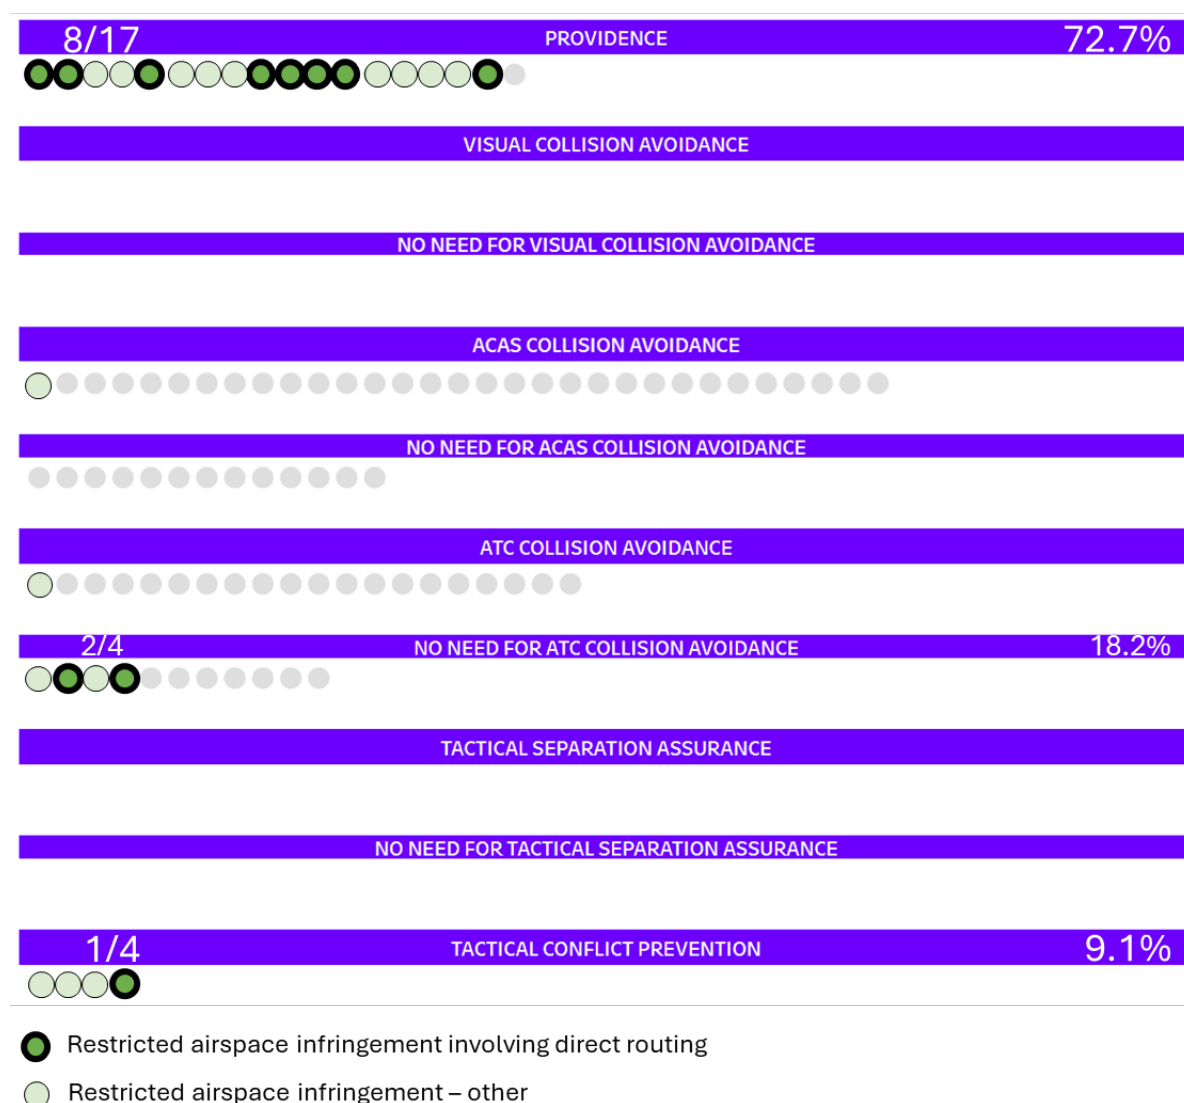 8/17 PROVIDENCE 72.7%
VISUAL COLLISION AVOIDANCE
NO NEED FOR VISUAL COLLISION AVOIDANCE
ACAS COLLISION AVOIDANCE
NO NEED FOR ACAS COLLISION AVOIDANCE
ATC COLLISION AVOIDANCE
2/4 NO NEED FOR ATC COLLISION AVOIDANCE 18.2%
TACTICAL SEPARATION ASSURANCE
NO NEED FOR TACTICAL SEPARATION ASSURANCE
1/4 TACTICAL CONFLICT PREVENTION 9.1%
Restricted airspace infringement involving direct routing
Restricted airspace infringement – other